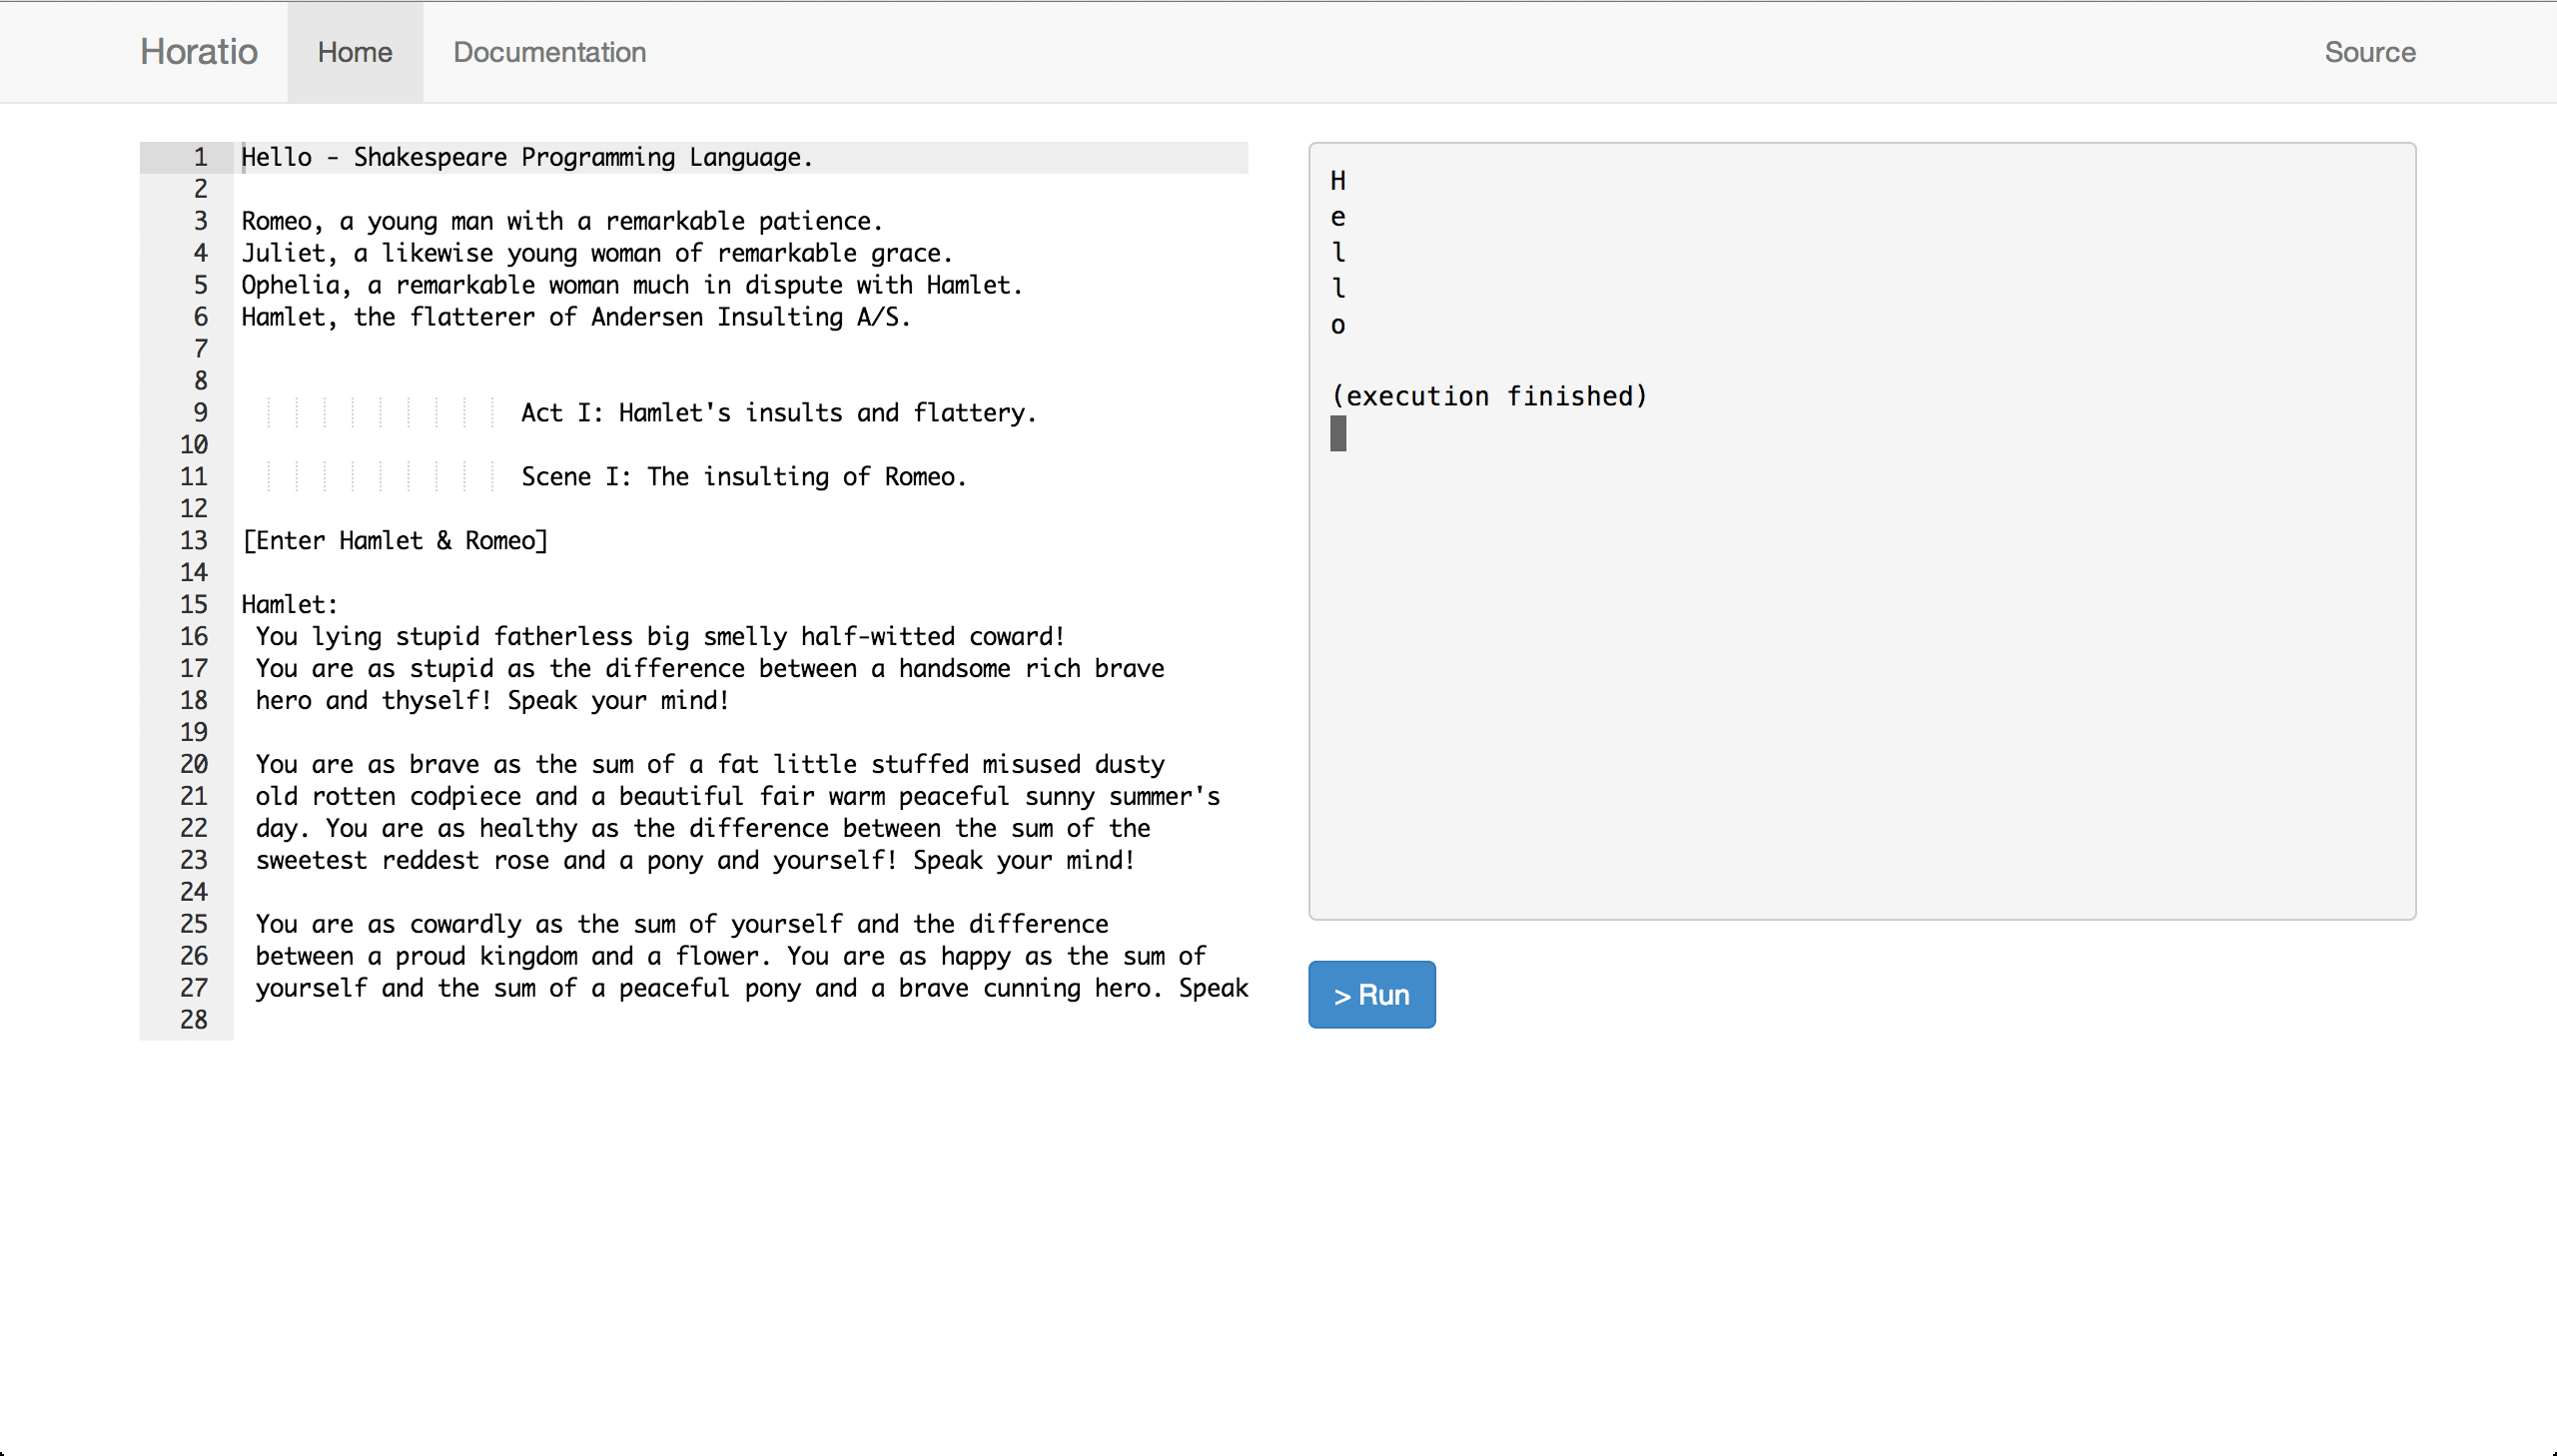 Horatio Home Documentation Source
1 Hello - Shakespeare Programming Language.
2
3 Romeo, a young man with a remarkable patience.
4 Juliet, a likewise young woman of remarkable grace.
5 Ophelia, a remarkable woman much in dispute with Hamlet.
6 Hamlet, the flatterer of Andersen Insulting A/S.
7
8
9 Act I: Hamlet's insults and flattery.
10
11 Scene I: The insulting of Romeo.
12
13 [Enter Hamlet & Romeo]
14
15 Hamlet:
16 You lying stupid fatherless big smelly half-witted coward!
17 You are as stupid as the difference between a handsome rich brave
18 hero and thyself! Speak your mind!
19
20 You are as brave as the sum of a fat little stuffed misused dusty
21 old rotten codpiece and a beautiful fair warm peaceful sunny summer's
22 day. You are as healthy as the difference between the sum of the
23 sweetest reddest rose and a pony and yourself! Speak your mind!
24
25 You are as cowardly as the sum of yourself and the difference
26 between a proud kingdom and a flower. You are as happy as the sum of
27 yourself and the sum of a peaceful pony and a brave cunning hero. Speak
28
H
e
l
l
o
(execution finished)
> Run